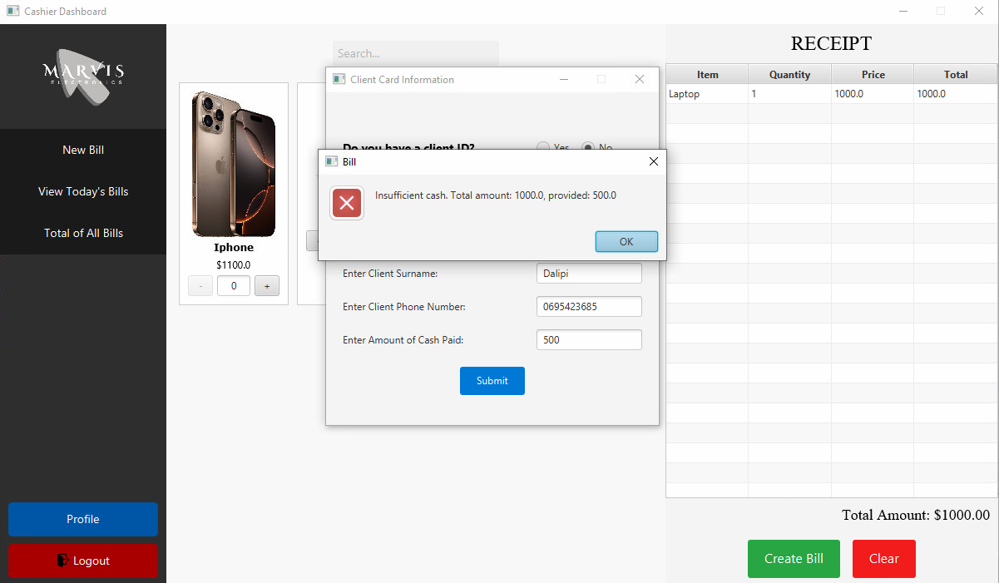 Cashier Dashboard
MARVIS
ELECTRONICS
New Bill
View Today's Bills
Total of All Bills
Profile
Logout
Search...
Iphone
$1100.0
- 0 +
Client Card Information
Do you have a client ID? Yes No
Bill
Insufficient cash. Total amount: 1000.0, provided: 500.0
OK
Enter Client Surname: Dalipi
Enter Client Phone Number: 0695423685
Enter Amount of Cash Paid: 500
Submit
RECEIPT
Item Quantity Price Total
Laptop 1 1000.0 1000.0
Total Amount: $1000.00
Create Bill Clear